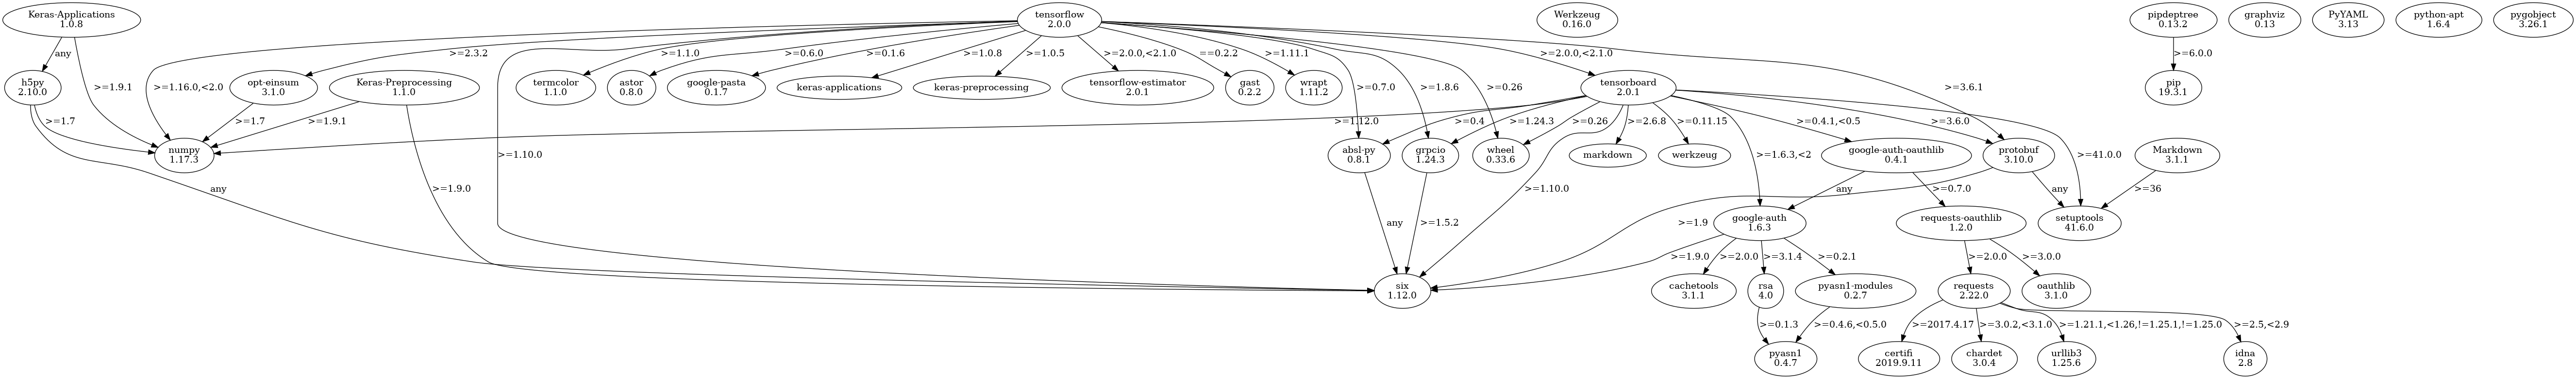 Keras-Applications
1.0.8
tensorflow
2.0.0
Werkzeug
0.16.0
pipdeptree
0.13.2
graphviz
0.13
PyYAML
3.13
python-apt
1.6.4
pygobject
3.26.1
any
>=2.3.2
>=1.1.0
>=0.6.0
>=0.1.6
>=1.0.8
>=1.0.5
>=2.0.0,<2.1.0
==0.2.2
>=1.11.1
>=2.0.0,<2.1.0
>=6.0.0
h5py
2.10.0
>=1.9.1
>=1.16.0,<2.0
opt-einsum
3.1.0
Keras-Preprocessing
1.1.0
termcolor
1.1.0
astor
0.8.0
google-pasta
0.1.7
keras-applications
keras-preprocessing
tensorflow-estimator
2.0.1
gast
0.2.2
wrapt
1.11.2
>=0.7.0
>=1.8.6
>=0.26
tensorboard
2.0.1
>=3.6.1
pip
19.3.1
>=1.7
>=1.7
>=1.9.1
>=1.12.0
>=0.4
>=1.24.3
>=0.26
>=2.6.8
>=0.11.15
>=0.4.1,<0.5
>=3.6.0
numpy
1.17.3
>=1.10.0
absl-py
0.8.1
grpcio
1.24.3
wheel
0.33.6
markdown
werkzeug
>=1.6.3,<2
google-auth-oauthlib
0.4.1
protobuf
3.10.0
>=41.0.0
Markdown
3.1.1
any
>=1.9.0
>=1.10.0
any
>=0.7.0
any
>=36
any
>=1.5.2
>=1.9
google-auth
1.6.3
requests-oauthlib
1.2.0
setuptools
41.6.0
>=1.9.0
>=2.0.0
>=3.1.4
>=0.2.1
>=2.0.0
>=3.0.0
six
1.12.0
cachetools
3.1.1
rsa
4.0
pyasn1-modules
0.2.7
requests
2.22.0
oauthlib
3.1.0
>=0.1.3
>=0.4.6,<0.5.0
>=2017.4.17
>=3.0.2,<3.1.0
>=1.21.1,<1.26,!=1.25.1,!=1.25.0
>=2.5,<2.9
pyasn1
0.4.7
certifi
2019.9.11
chardet
3.0.4
urllib3
1.25.6
idna
2.8